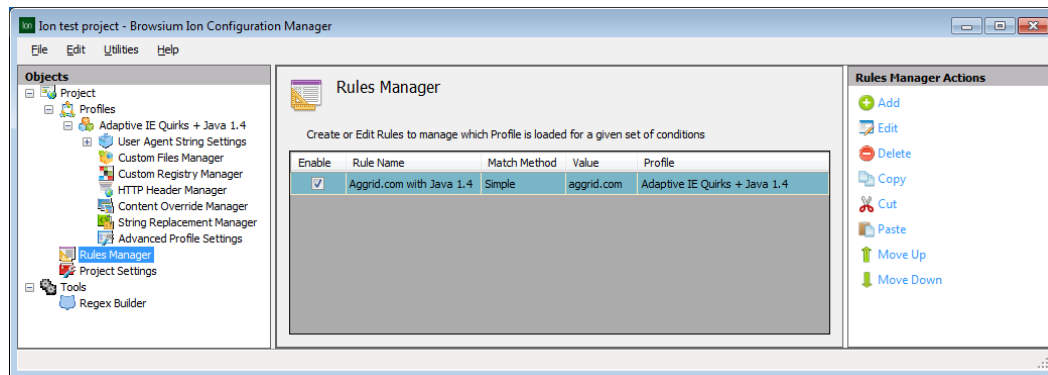 Ion Ion test project - Browsium Ion Configuration Manager
File Edit Utilities Help
Objects
Project
Profiles
Adaptive IE Quirks + Java 1.4
User Agent String Settings
Custom Files Manager
Custom Registry Manager
HTTP Header Manager
Content Override Manager
String Replacement Manager
Advanced Profile Settings
Rules Manager
Project Settings
Tools
Regex Builder
Rules Manager
Create or Edit Rules to manage which Profile is loaded for a given set of conditions
Enable Rule Name Match Method Value Profile
Aggrid.com with Java 1.4 Simple aggrid.com Adaptive IE Quirks + Java 1.4
Rules Manager Actions
Add
Edit
Delete
Copy
Cut
Paste
Move Up
Move Down